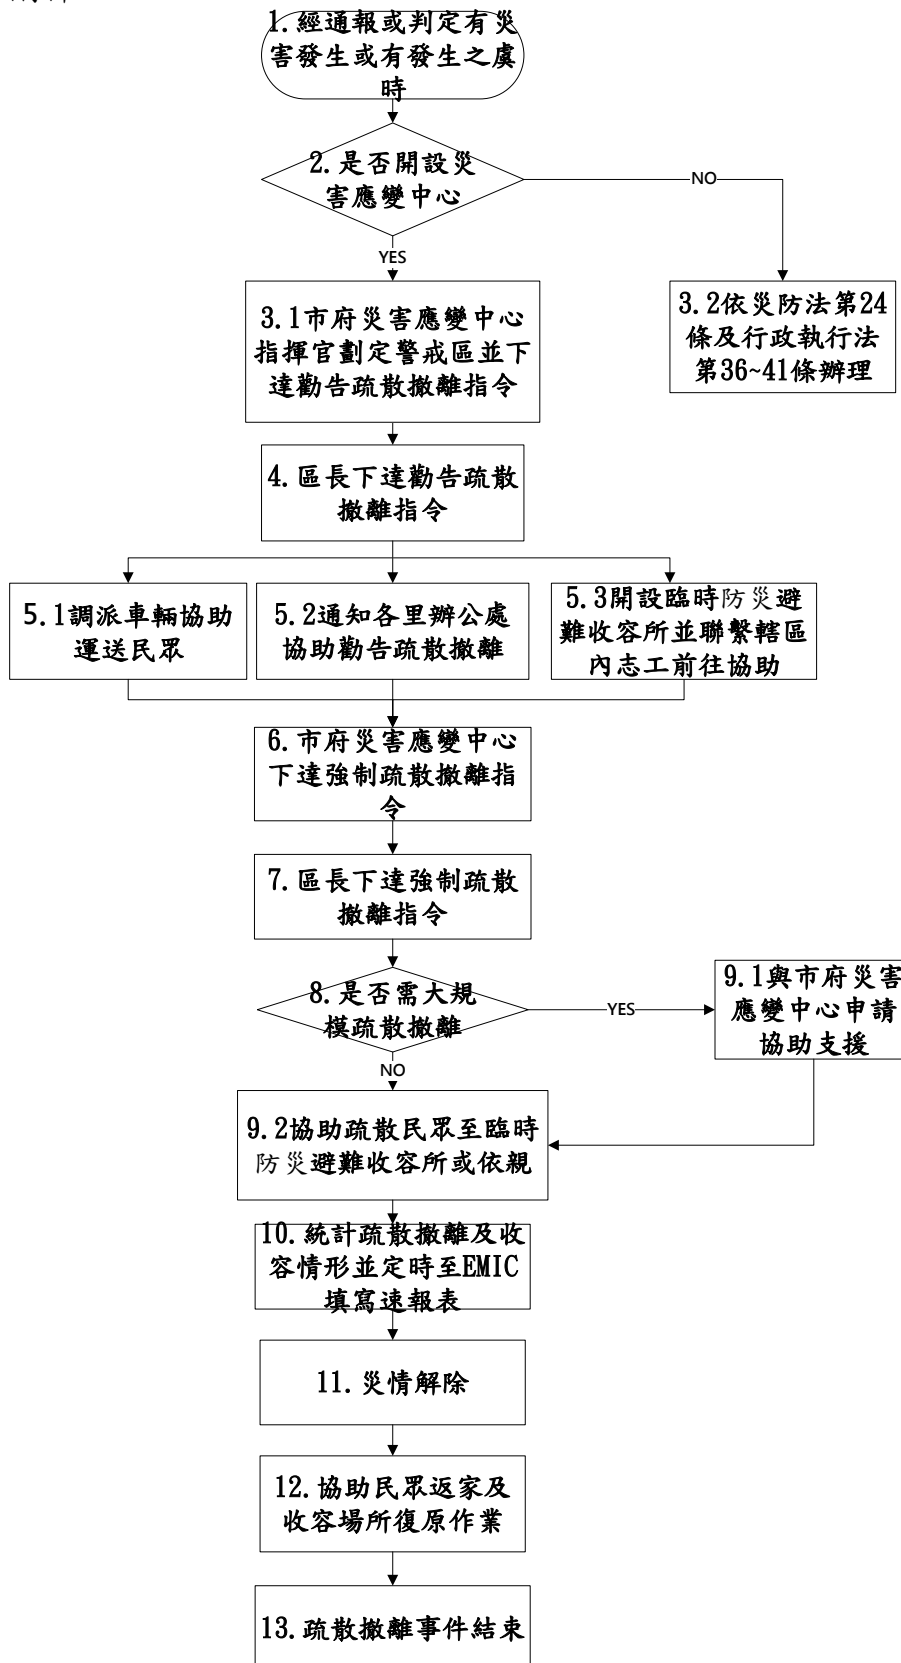 1.經通報或判定有災
害發生或有發生之虞
時
2.是否開設災
害應變中心
NO
YES
3.1市府災害應變中心
指揮官劃定警戒區並下
達勸告疏散撤離指令
3.2依災防法第24
條及行政執行法
第36~41條辦理
4.區長下達勸告疏散
撤離指令
5.1調派車輛協助
運送民眾
5.2通知各里辦公處
協助勸告疏散撤離
5.3開設臨時防災避
難收容所並聯繫轄區
內志工前往協助
6.市府災害應變中心
下達強制疏散撤離指
令
7.區長下達強制疏散
撤離指令
8.是否需大規
模疏散撤離
YES
9.1與市府災害
應變中心申請
協助支援
NO
9.2協助疏散民眾至臨時
防災避難收容所或依親
10.統計疏散撤離及收
容情形並定時至EMIC
填寫速報表
11.災情解除
12.協助民眾返家及
收容場所復原作業
13.疏散撤離事件結束